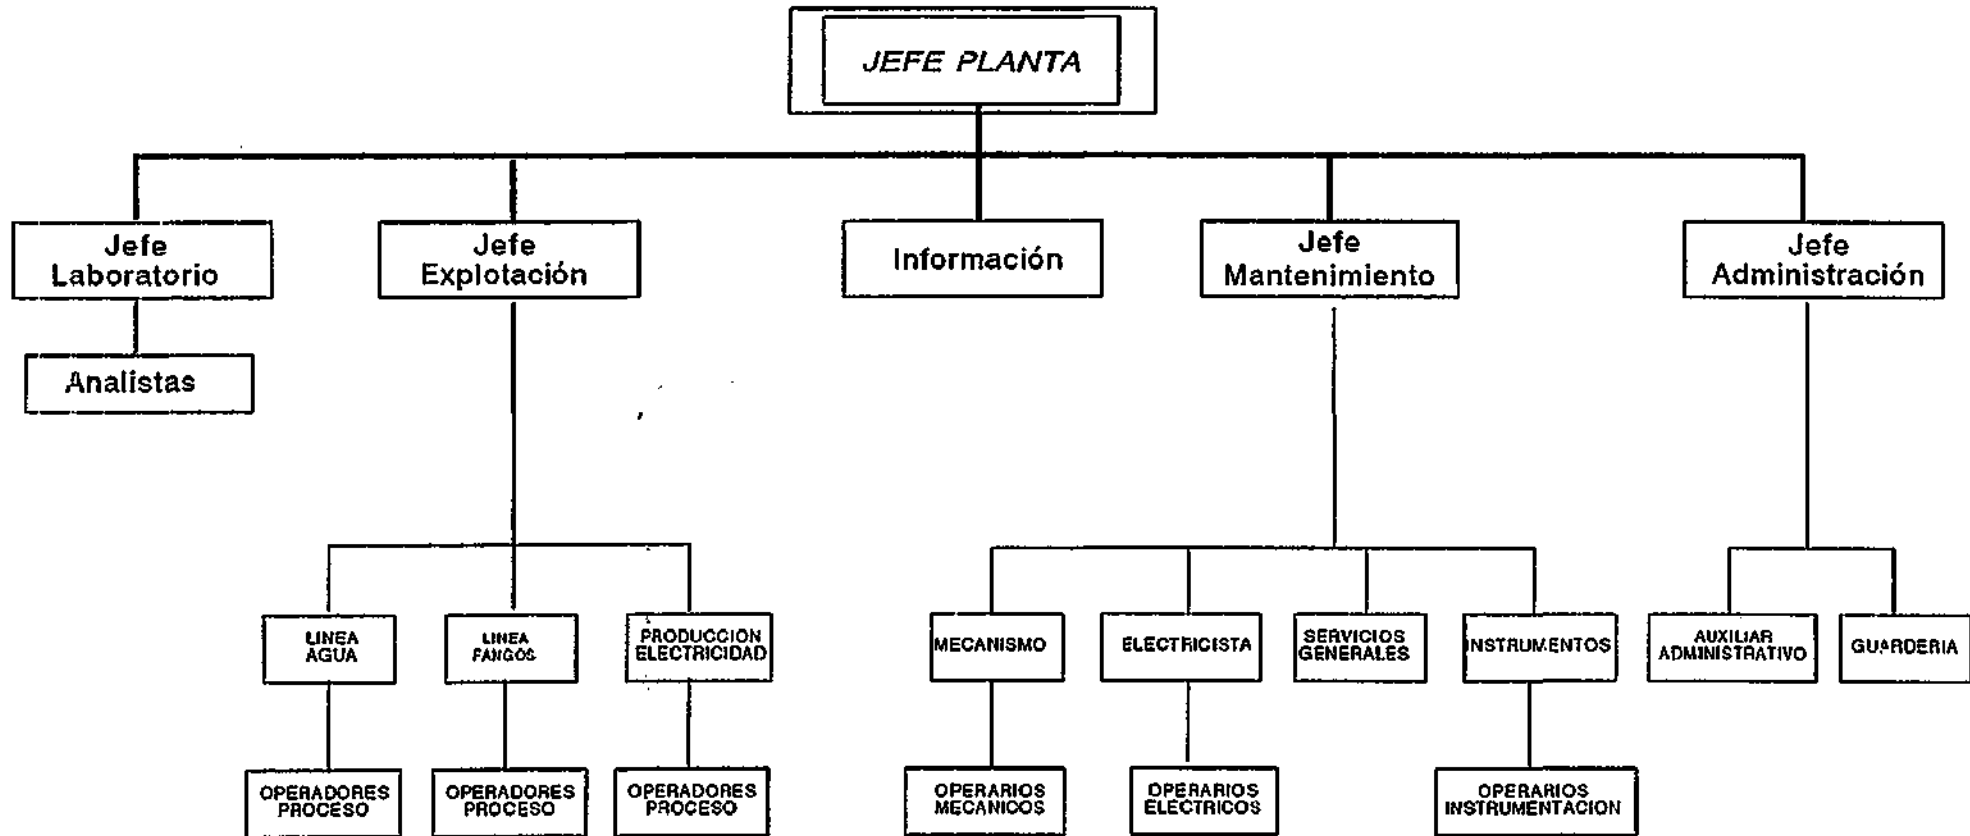 JEFE PLANTA
Jefe
Laboratorio
Jefe
Explotación
Información
Jefe
Mantenimiento
Jefe
Administración
Analistas
LINEA
AGUA
LINEA
FANGOS
PRODUCCION
ELECTRICIDAD
MECANISMO
ELECTRICISTA
SERVICIOS
GENERALES
INSTRUMENTOS
AUXILIAR
ADMINISTRATIVO
GUARDERIA
OPERADORES
PROCESO
OPERADORES
PROCESO
OPERADORES
PROCESO
OPERARIOS
MECANICOS
OPERARIOS
ELECTRICOS
OPERARIOS
INSTRUMENTACION